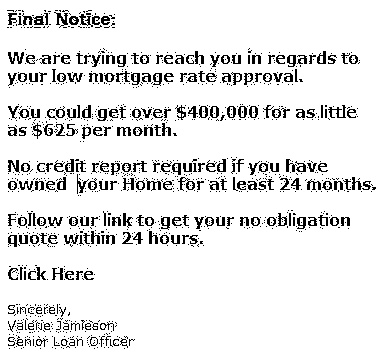 Final Notice:
We are trying to reach you in regards to
your low mortgage rate approval.
You could get over $400,000 for as little
as $625 per month.
No credit report required if you have
owned your Home for at least 24 months.
Follow our link to get your no obligation
quote within 24 hours.
Click Here
Sincerely,
Valerie Jamieson
Senior Loan Officer